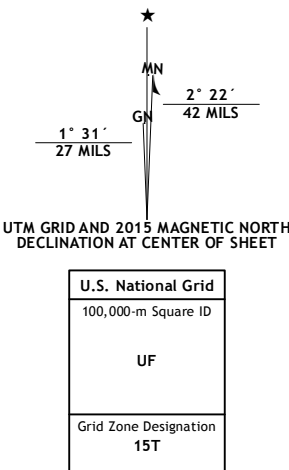 ★
MN
2° 22´
42 MILS
GN
1° 31´
27 MILS
UTM GRID AND 2015 MAGNETIC NORTH
DECLINATION AT CENTER OF SHEET
U.S. National Grid
100,000-m Square ID
UF
Grid Zone Designation
15T